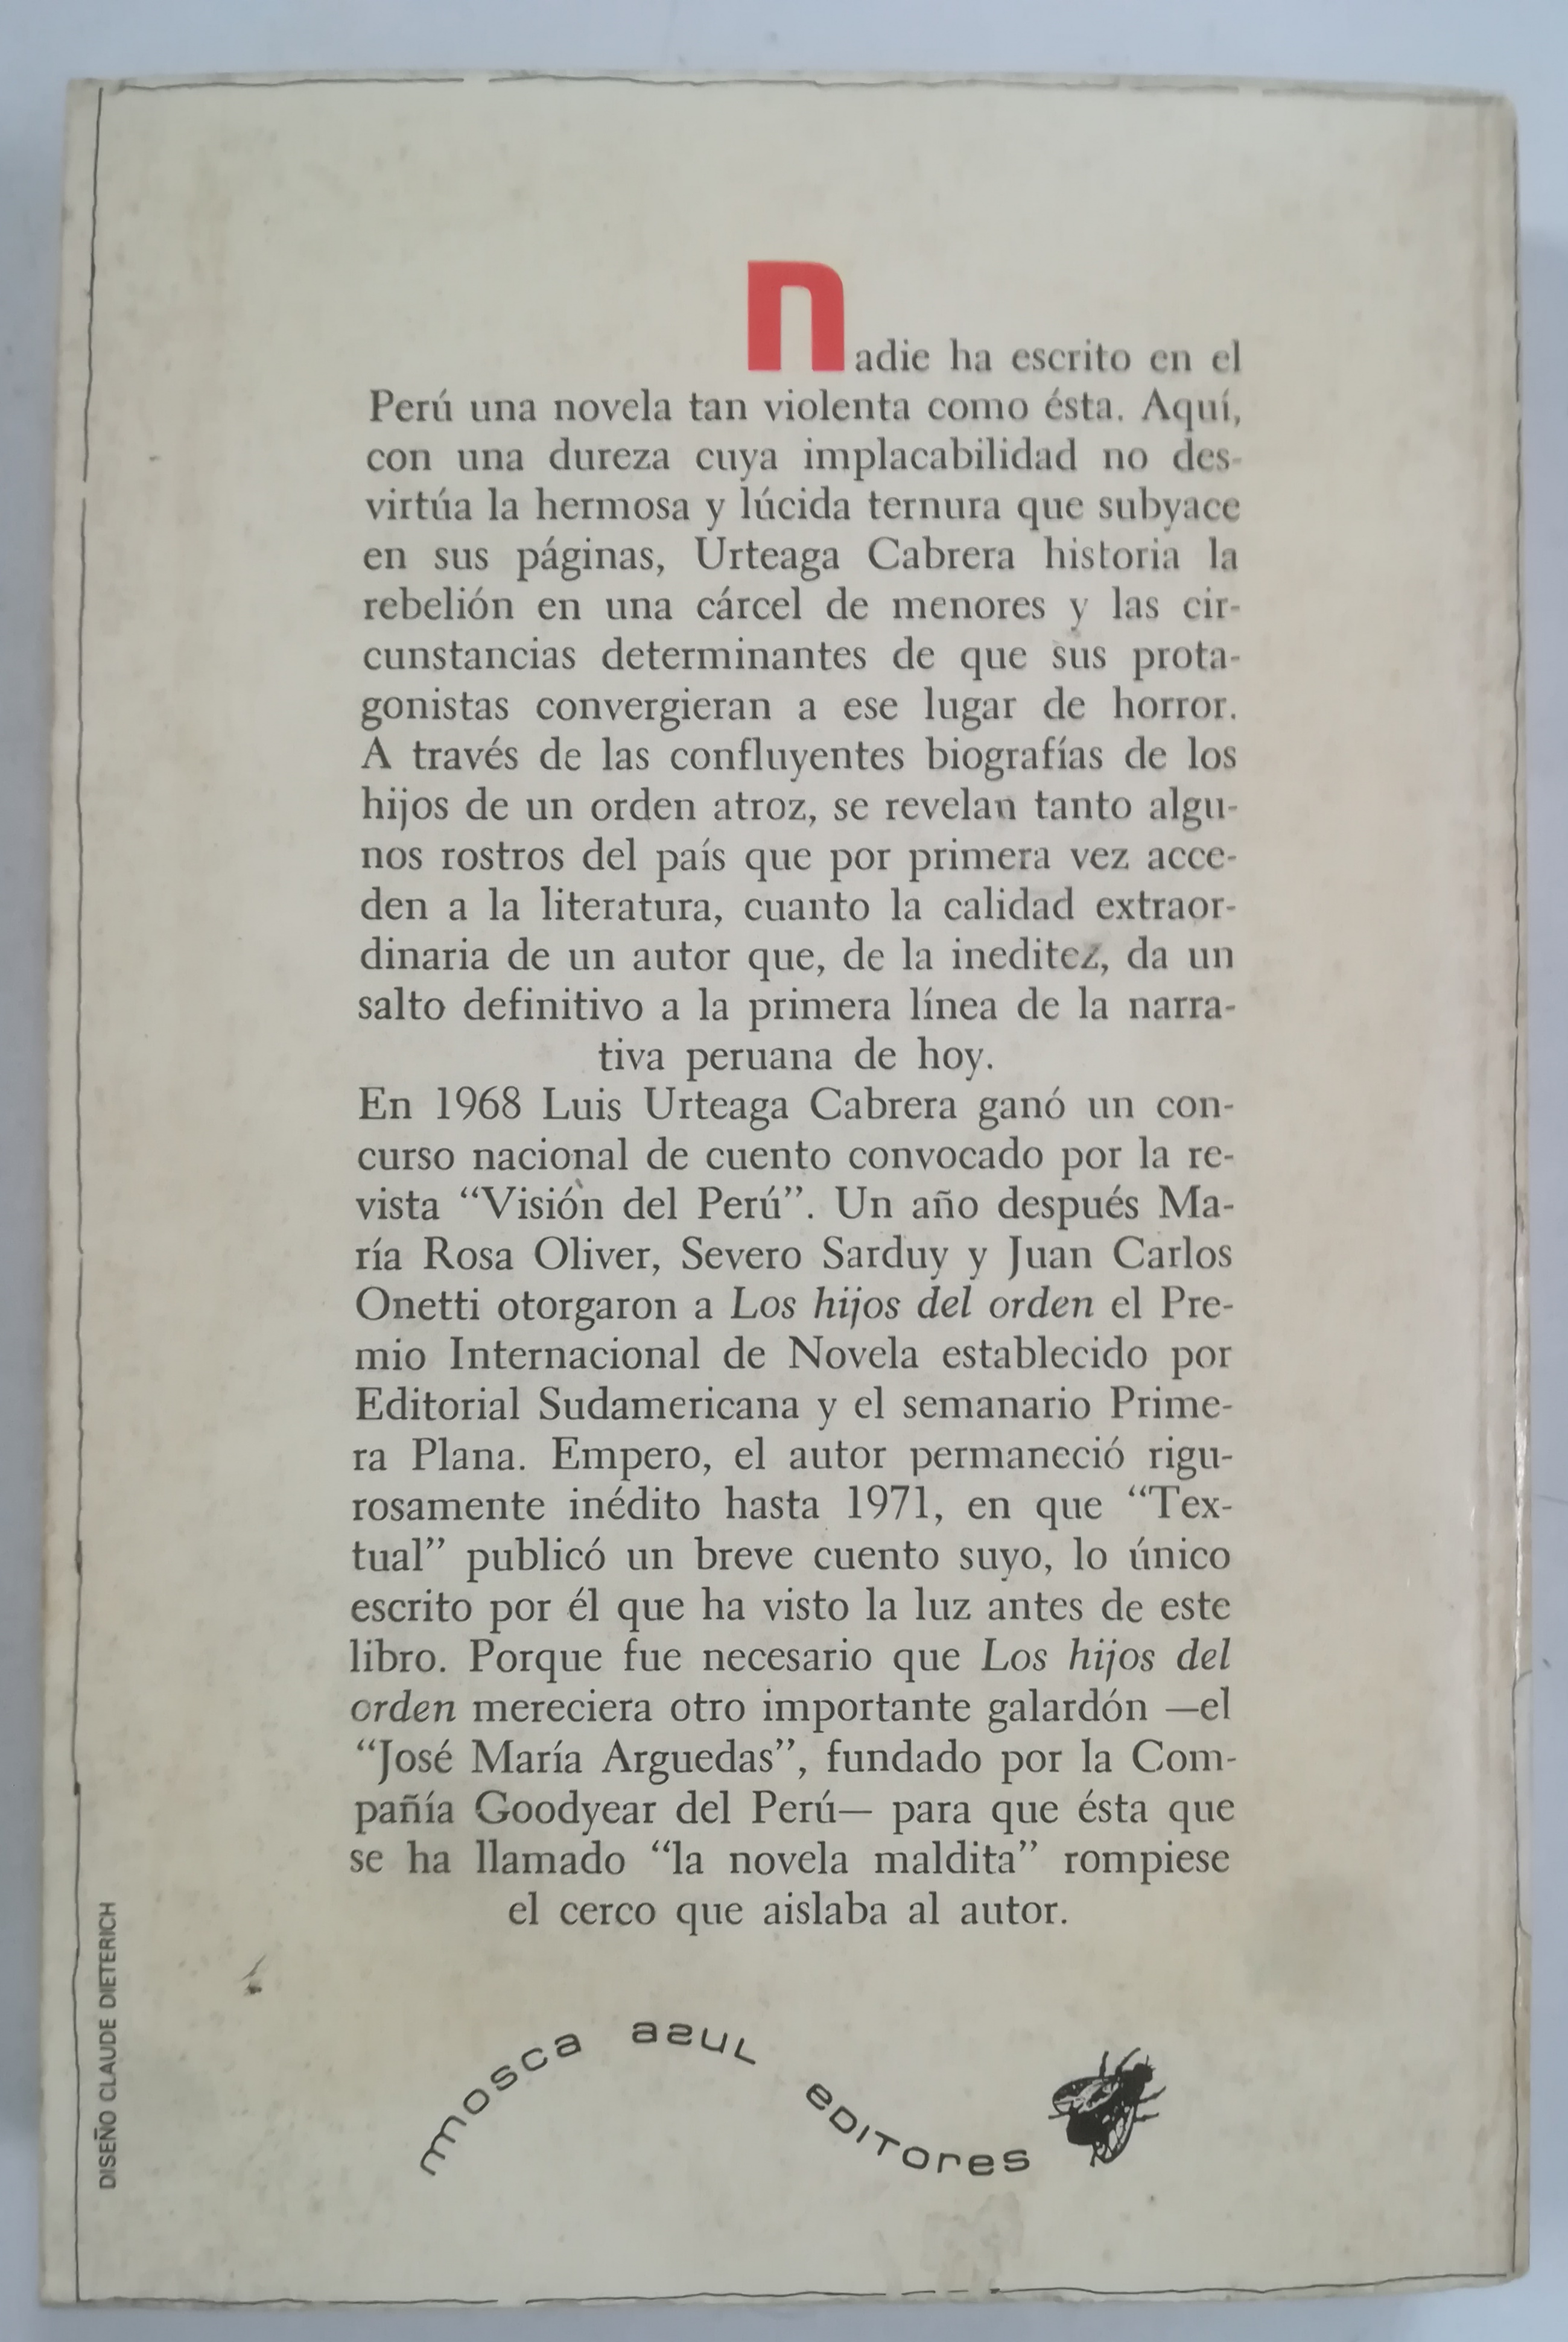 nadie ha escrito en el
Perú una novela tan violenta como ésta. Aquí,
con una dureza cuya implacabilidad no des-
virtúa la hermosa y lúcida ternura que subyace
en sus páginas, Urteaga Cabrera historia la
rebelión en una cárcel de menores y las cir-
cunstancias determinantes de que sus prota-
gonistas convergieran a ese lugar de horror.
A través de las confluyentes biografías de los
hijos de un orden atroz, se revelan tanto algu-
nos rostros del país que por primera vez acce-
den a la literatura, cuanto la calidad extraor-
dinaria de un autor que, de la ineditez, da un
salto definitivo a la primera línea de la narra-
tiva peruana de hoy.
En 1968 Luis Urteaga Cabrera ganó un con-
curso nacional de cuento convocado por la re-
vista “Visión del Perú”. Un año después Ma-
ría Rosa Oliver, Severo Sarduy y Juan Carlos
Onetti otorgaron a Los hijos del orden el Pre-
mio Internacional de Novela establecido por
Editorial Sudamericana y el semanario Prime-
ra Plana. Empero, el autor permaneció rigu-
rosamente inédito hasta 1971, en que “Tex-
tual” publicó un breve cuento suyo, lo único
escrito por él que ha visto la luz antes de este
libro. Porque fue necesario que Los hijos del
orden mereciera otro importante galardón —el
“José María Arguedas”, fundado por la Com-
pañía Goodyear del Perú— para que ésta que
se ha llamado “la novela maldita” rompiese
el cerco que aislaba al autor.
DISEÑO CLAUDE DIETERICH
mosca azul editores